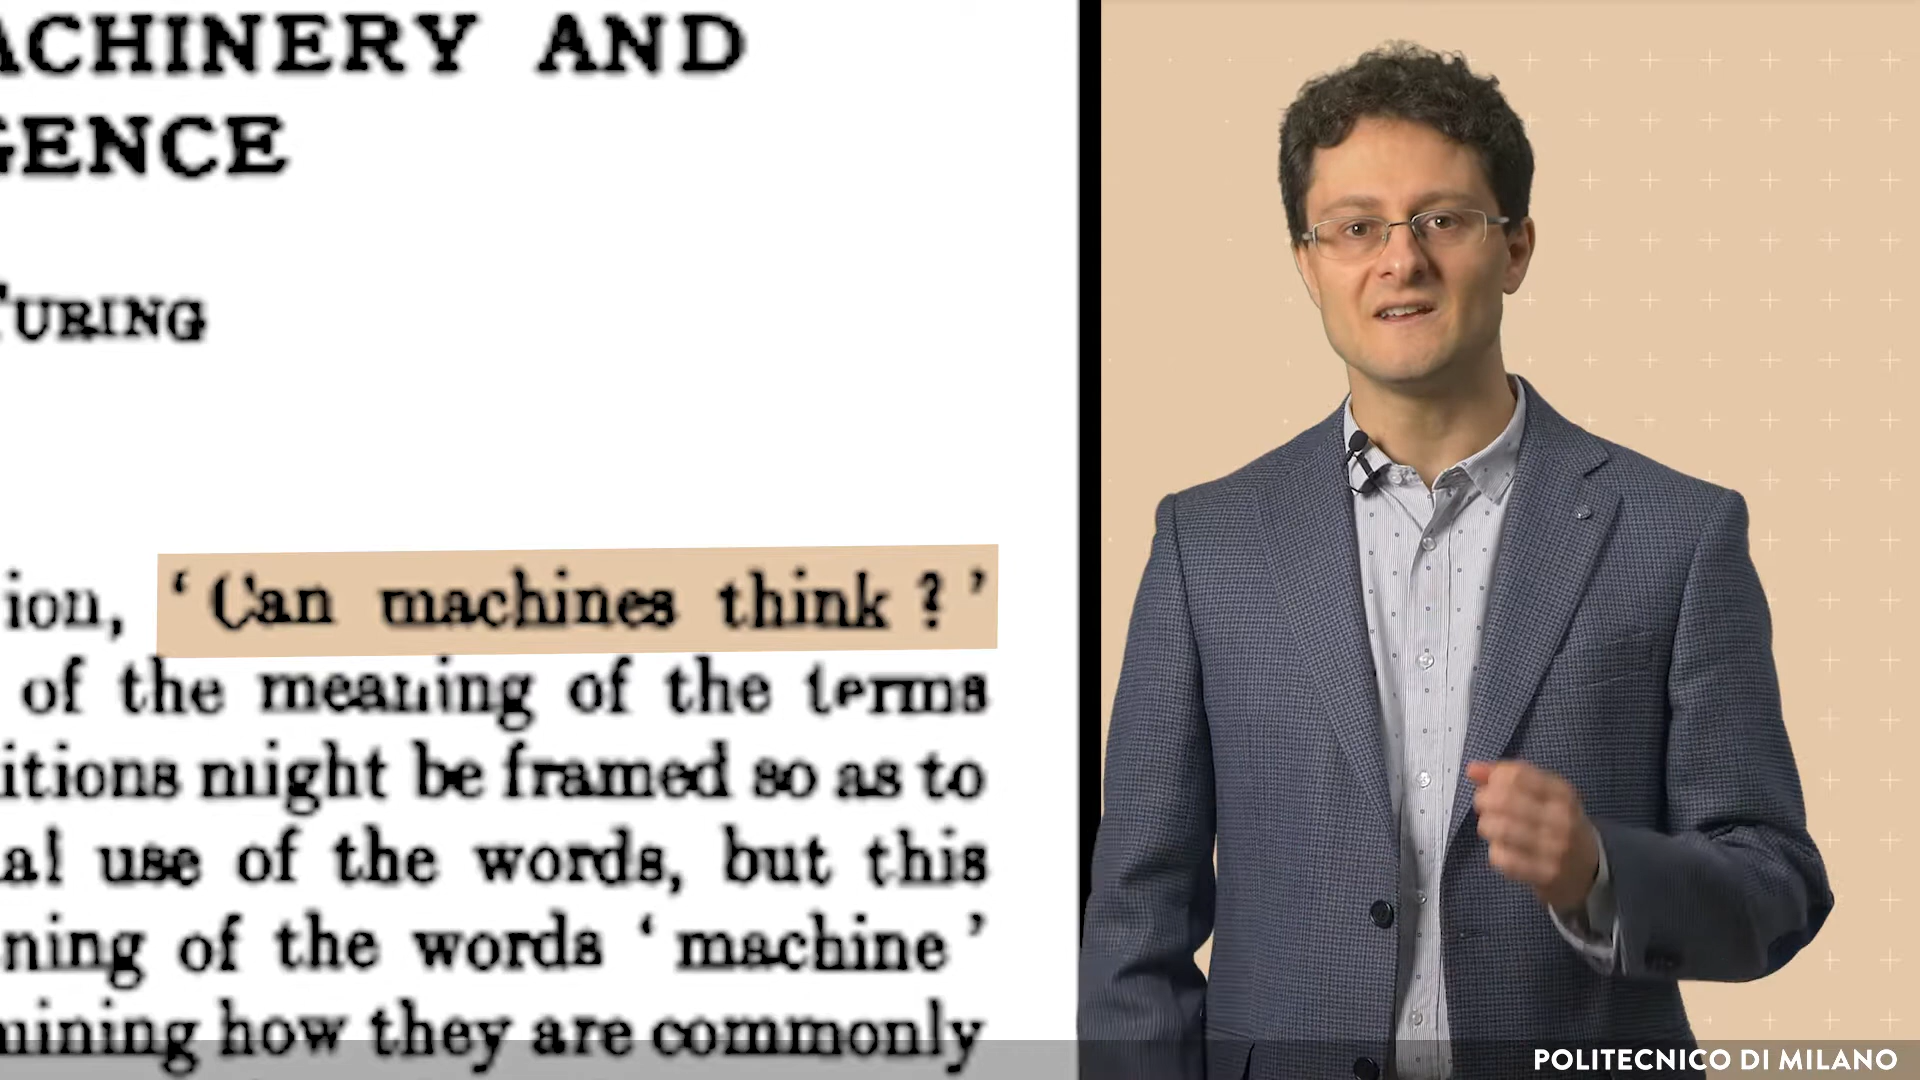 ACHINERY AND
GENCE
TURING
ion, ‘ Can machines think ? ’
of the meaning of the terms
itions might be framed so as to
al use of the words, but this
ning of the words ‘ machine ’
mining how they are commonly
POLITECNICO DI MILANO